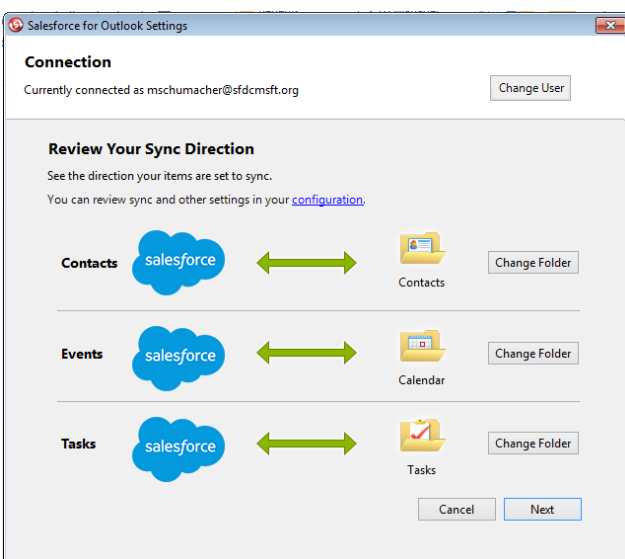 Salesforce for Outlook Settings
Connection
Currently connected as mschumacher@sfdcmsft.org
Change User
Review Your Sync Direction
See the direction your items are set to sync.
You can review sync and other settings in your configuration.
Contacts
salesforce
Contacts
Change Folder
Events
salesforce
Calendar
Change Folder
Tasks
salesforce
Tasks
Change Folder
Cancel
Next